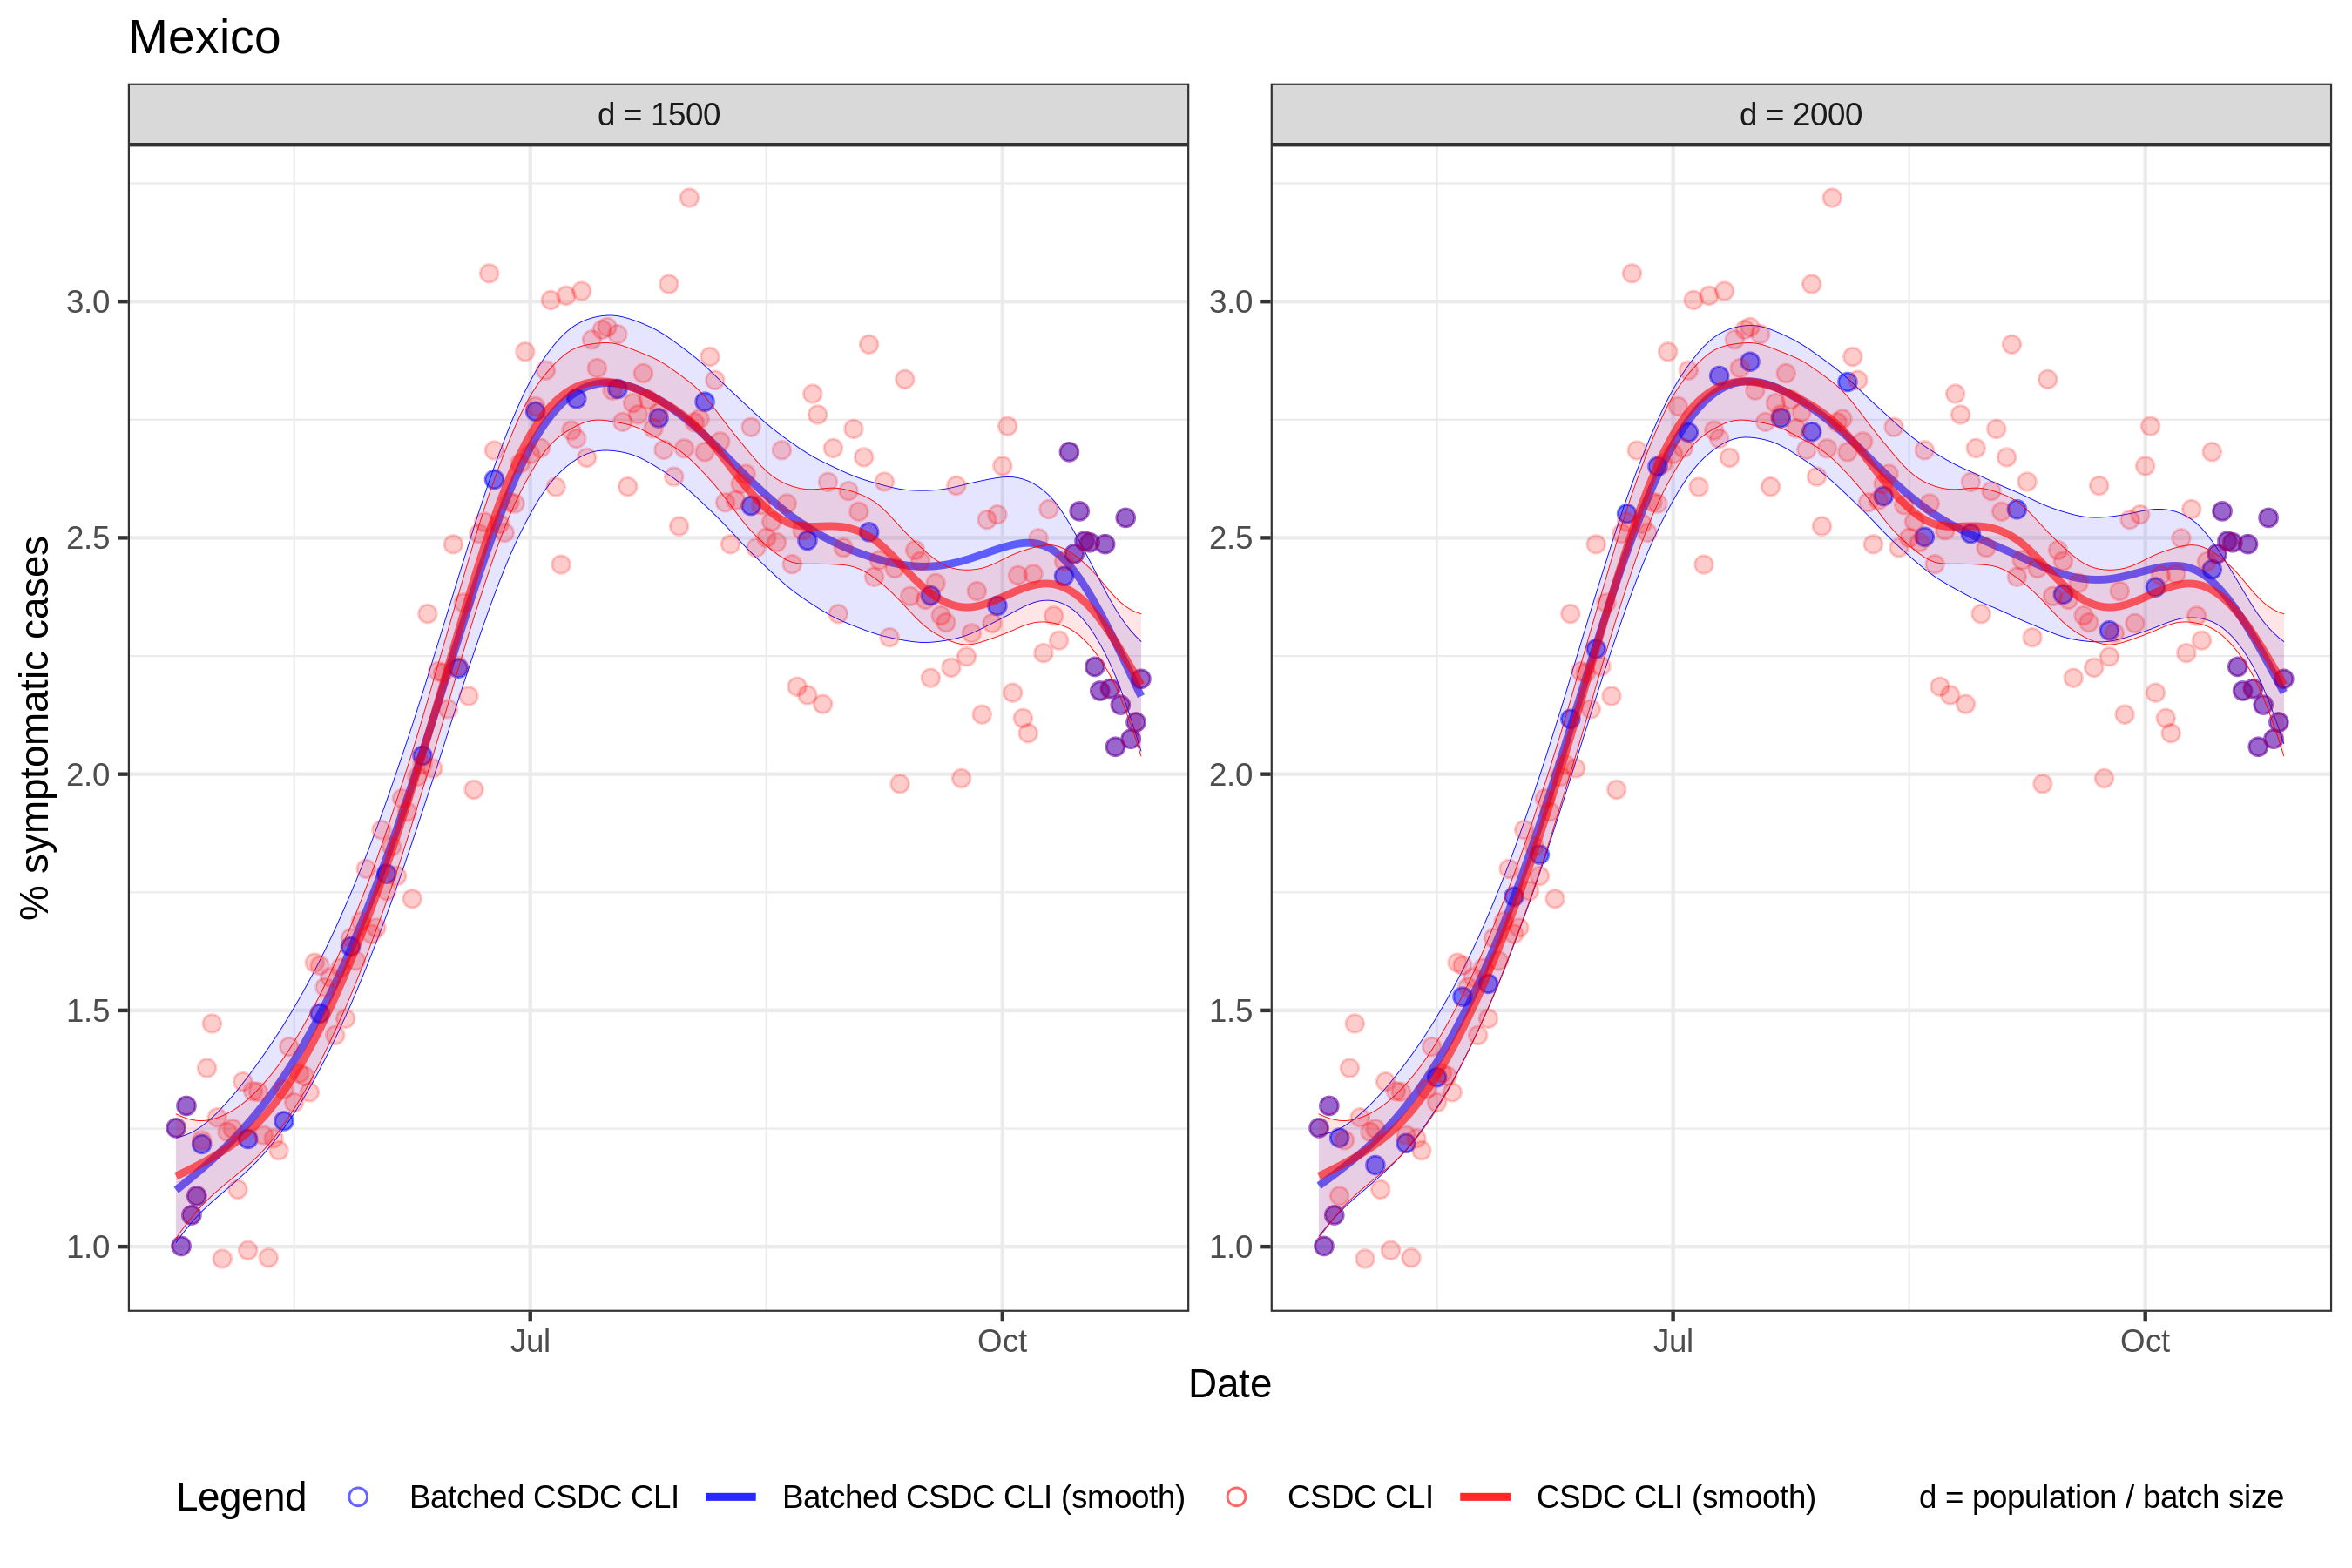 Mexico
d = 1500
d = 2000
% symptomatic cases
3.0
2.5
2.0
1.5
1.0
3.0
2.5
2.0
1.5
1.0
Jul
Oct
Jul
Oct
Date
Legend
Batched CSDC CLI
Batched CSDC CLI (smooth)
CSDC CLI
CSDC CLI (smooth)
d = population / batch size